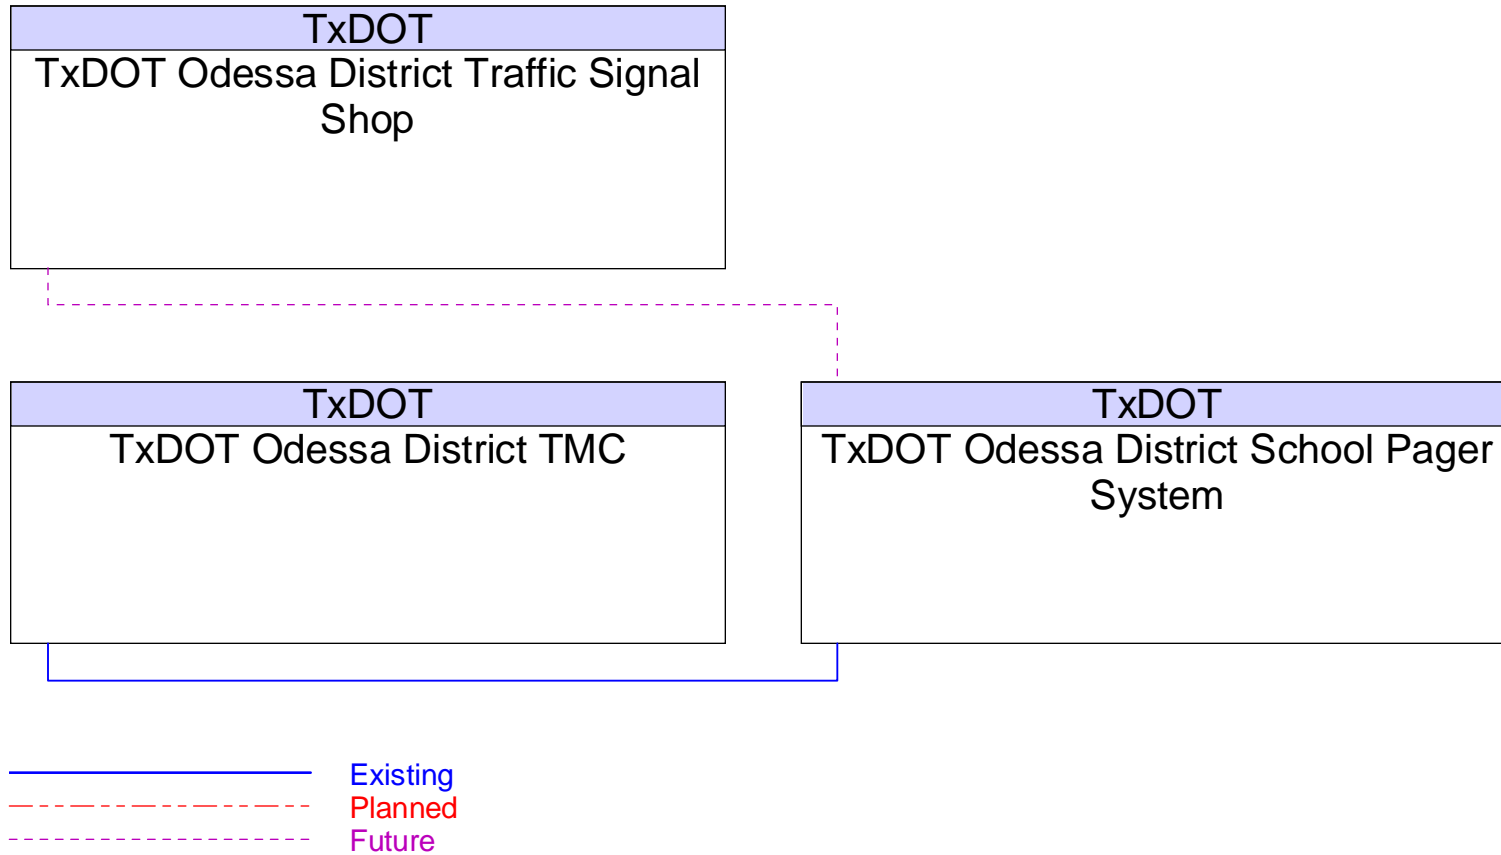 TxDOT
TxDOT Odessa District Traffic Signal
Shop
TxDOT
TxDOT Odessa District TMC
TxDOT
TxDOT Odessa District School Pager
System
Existing
Planned
Future